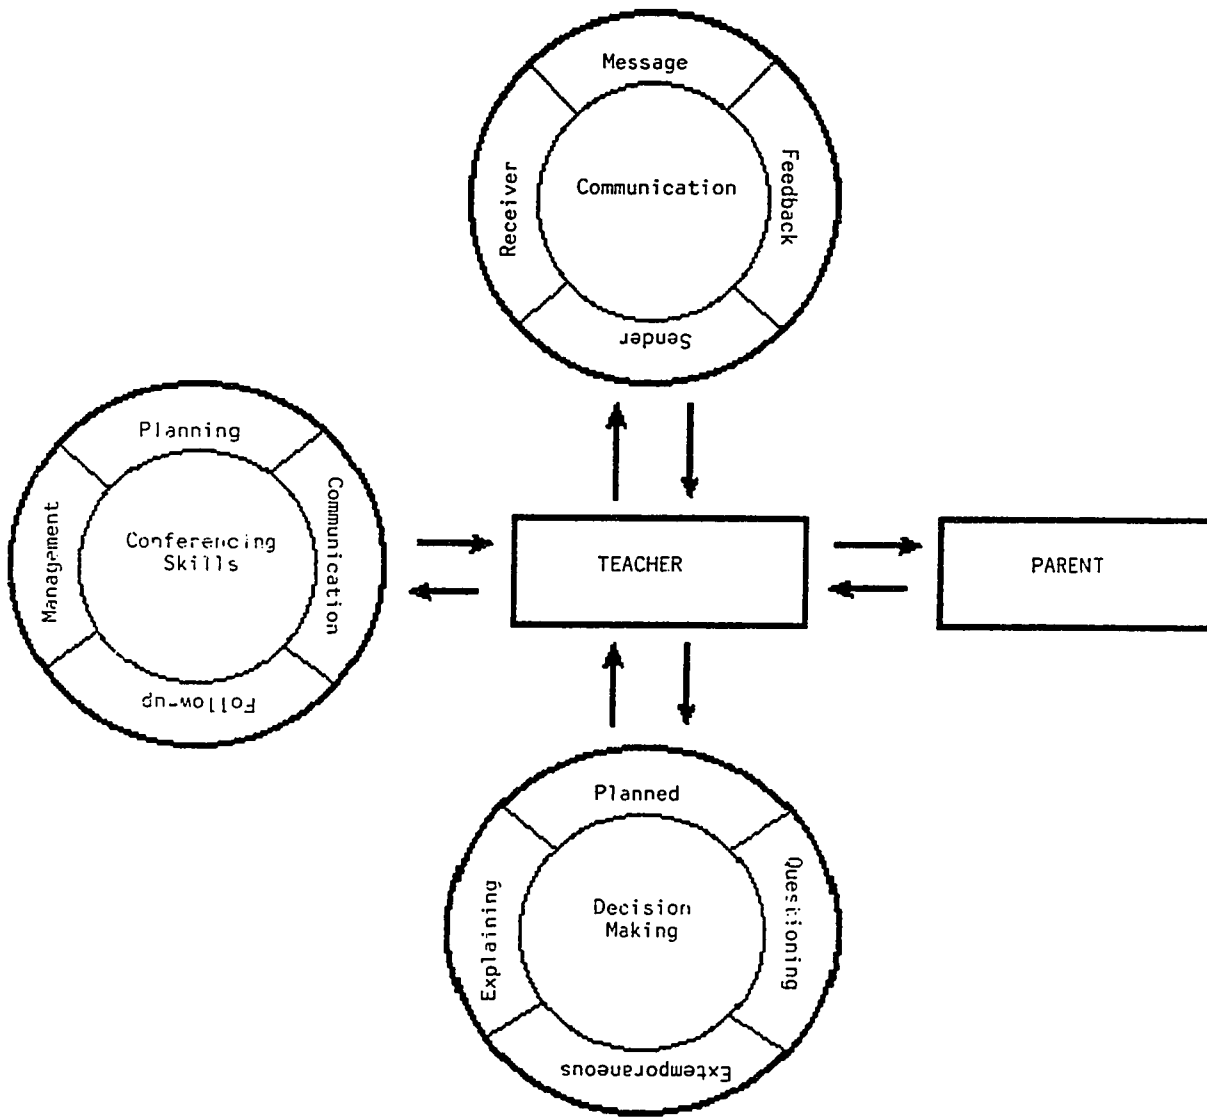 Message
Receiver
Communication
Feedback
Sender
Planning
Management
Conferencing
Skills
Communication
Follow-up
TEACHER
PARENT
Planned
Explaining
Decision
Making
Questioning
Extemporaneous